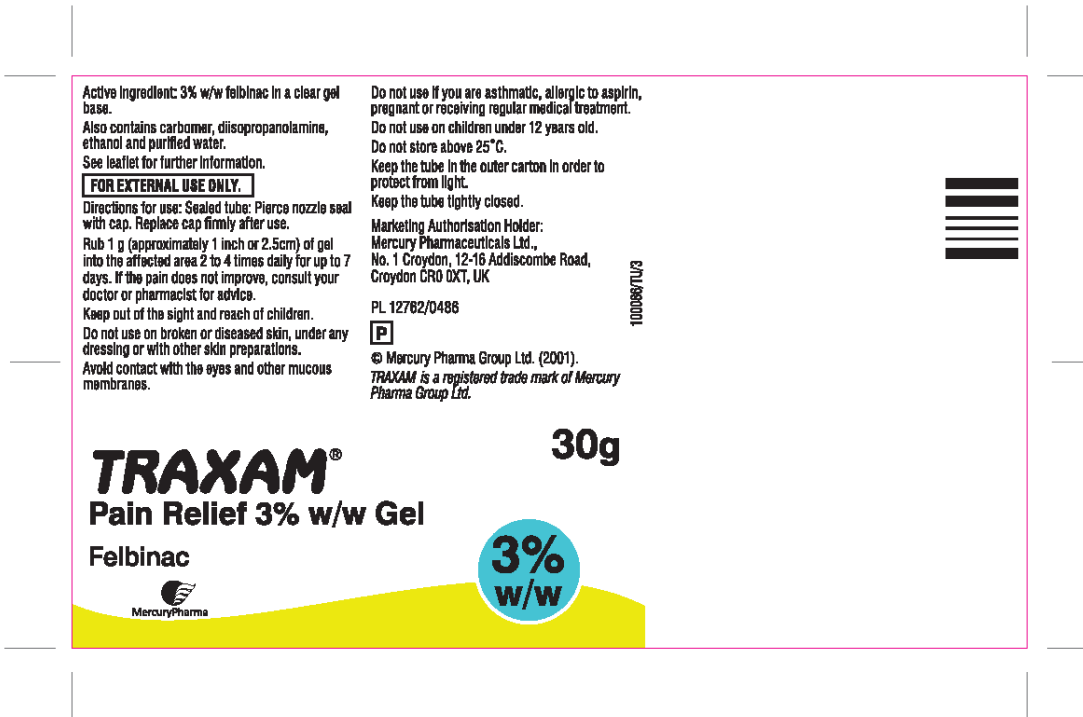 Active ingredient: 3% w/w felbinac in a clear gel
base.
Also contains carbomer, diisopropanolamine,
ethanol and purified water.
See leaflet for further information.
FOR EXTERNAL USE ONLY.
Directions for use: Sealed tube: Pierce nozzle seal
with cap. Replace cap firmly after use.
Rub 1 g (approximately 1 inch or 2.5cm) of gel
into the affected area 2 to 4 times daily for up to 7
days. If the pain does not improve, consult your
doctor or pharmacist for advice.
Keep out of the sight and reach of children.
Do not use on broken or diseased skin, under any
dressing or with other skin preparations.
Avoid contact with the eyes and other mucous
membranes.
Do not use if you are asthmatic, allergic to aspirin,
pregnant or receiving regular medical treatment.
Do not use on children under 12 years old.
Do not store above 25°C.
Keep the tube in the outer carton in order to
protect from light.
Keep the tube tightly closed.
Marketing Authorisation Holder:
Mercury Pharmaceuticals Ltd.,
No. 1 Croydon, 12-16 Addiscombe Road,
Croydon CR0 0XT, UK
PL 12762/0486
P
© Mercury Pharma Group Ltd. (2001).
TRAXAM is a registered trade mark of Mercury
Pharma Group Ltd.
100086/TU/3
30g
TRAXAM®
Pain Relief 3% w/w Gel
Felbinac
3%
w/w
MercuryPharma